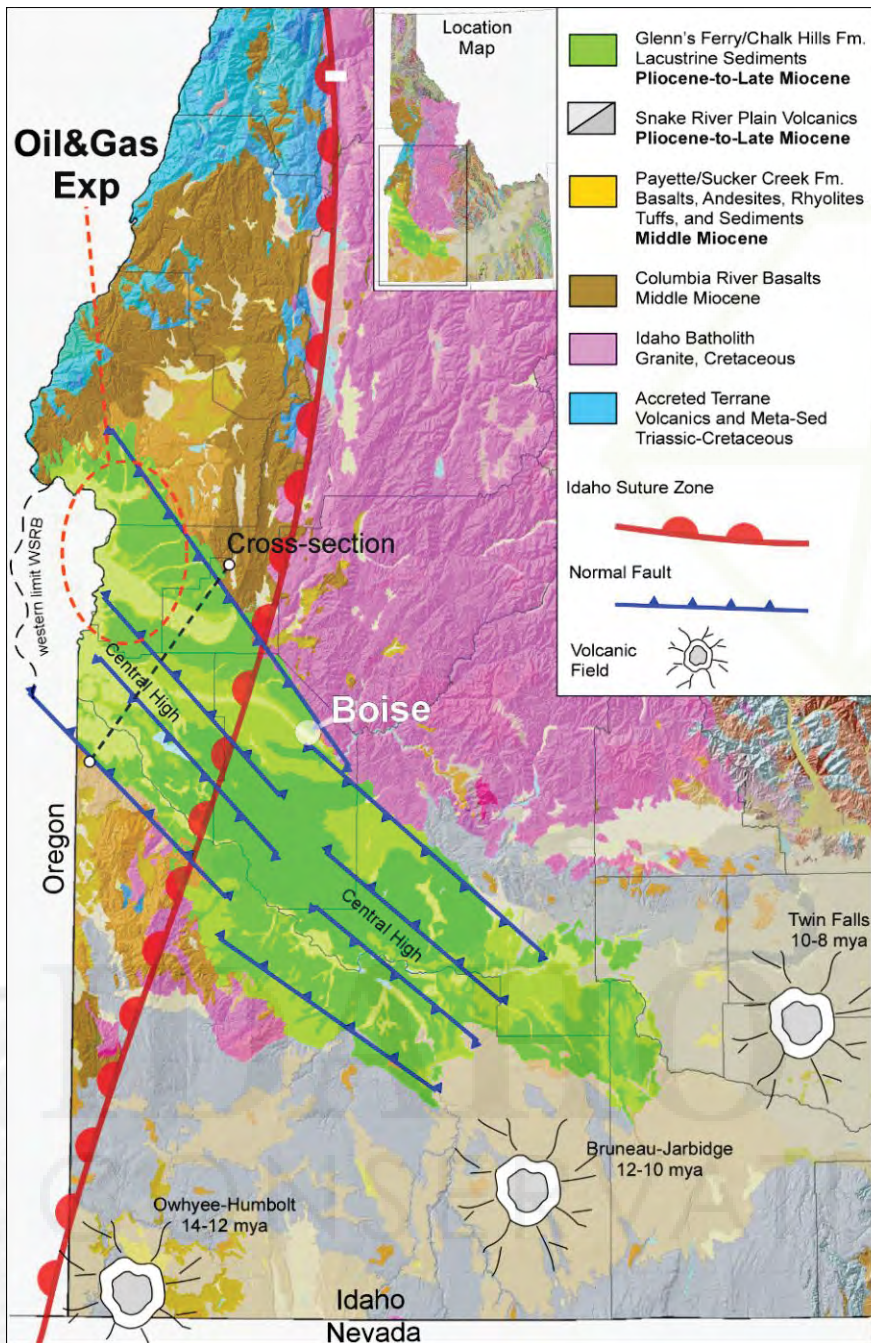 Location
Map
Oil&Gas
Exp
Glenn's Ferry/Chalk Hills Fm.
Lacustrine Sediments
Pliocene-to-Late Miocene
Snake River Plain Volcanics
Pliocene-to-Late Miocene
Payette/Sucker Creek Fm.
Basalts, Andesites, Rhyolites
Tuffs, and Sediments
Middle Miocene
Columbia River Basalts
Middle Miocene
Idaho Batholith
Granite, Cretaceous
Accreted Terrane
Volcanics and Meta-Sed
Triassic-Cretaceous
Idaho Suture Zone
Normal Fault
Volcanic
Field
western limit WSRB
Cross-section
Central High
Boise
Oregon
Central High
Twin Falls
10-8 mya
Bruneau-Jarbidge
12-10 mya
Owhyee-Humbolt
14-12 mya
Idaho
Nevada